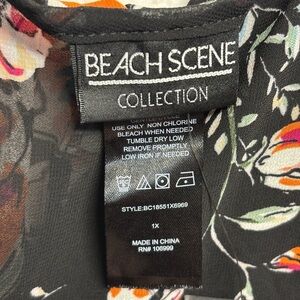 BEACH SCENE
COLLECTION
USE ONLY NON CHLORINE
BLEACH WHEN NEEDED
TUMBLE DRY LOW
REMOVE PROMPTLY
LOW IRON IF NEEDED
STYLE:BC18551X6969
1X
MADE IN CHINA
RN# 106999